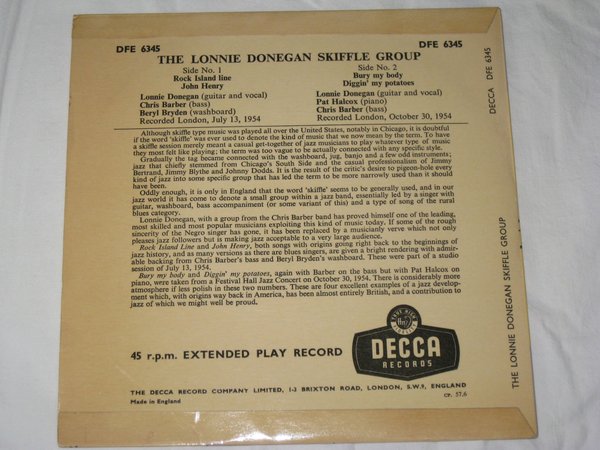 DFE 6345
DFE 6345
THE LONNIE DONEGAN SKIFFLE GROUP
Side No. 1
Rock Island line
John Henry
Lonnie Donegan (guitar and vocal)
Chris Barber (bass)
Beryl Bryden (washboard)
Recorded London, July 13, 1954
Side No. 2
Bury my body
Diggin' my potatoes
Lonnie Donegan (guitar and vocal)
Pat Halcox (piano)
Chris Barber (bass)
Recorded London, October 30, 1954
Although skiffle type music was played all over the United States, notably in Chicago, it is doubtful
if the word 'skiffle' was ever used to denote the kind of music that we now mean by the term. To have
a skiffle session merely meant a casual get-together of jazz musicians to play whatever type of music
they most felt like playing; the term was too vague to be actually connected with any specific style.
Gradually the tag became connected with the washboard, jug, banjo and a few odd instruments;
jazz that chiefly stemmed from Chicago's South Side and the casual professionalism of Jimmy
Bertrand, Jimmy Blythe and Johnny Dodds. It is the result of the critic's desire to pigeon-hole every
kind of jazz into some specific group that has led the term to be more narrowly used than it should
have been.
Oddly enough, it is only in England that the word 'skiffle' seems to be generally used, and in our
jazz world it has come to denote a small group within a jazz band, essentially led by a singer with
guitar, washboard, bass accompaniment (or some variant of this) and a type of song of the rural
blues category.
Lonnie Donegan, with a group from the Chris Barber band has proved himself one of the leading,
most skilled and most popular musicians exploiting this kind of music today. If some of the rough
sincerity of the Negro singer has gone, it has been replaced by a musicianly verve which not only
pleases jazz followers but is making jazz acceptable to a very large audience.
Rock Island Line and John Henry, both songs with origins going right back to the beginnings of
jazz history, and as many versions as there are blues singers, are given a bright rendering with admir-
able backing from Chris Barber's bass and Beryl Bryden's washboard. These were part of a studio
session of July 13, 1954.
Bury my body and Diggin' my potatoes, again with Barber on the bass but with Pat Halcox on
piano, were taken from a Festival Hall Jazz Concert on October 30, 1954. There is considerably more
atmosphere if less polish in these two numbers. These are four excellent examples of a jazz develop-
ment which, with origins way back in America, has been almost entirely British, and a contribution to
jazz of which we might well be proud.
45 r.p.m. EXTENDED PLAY RECORD
DECCA
RECORDS
THE DECCA RECORD COMPANY LIMITED, 1-3 BRIXTON ROAD, LONDON, S.W.9, ENGLAND
Made in England
CP. 57.6
DECCA DFE 6345
THE LONNIE DONEGAN SKIFFLE GROUP